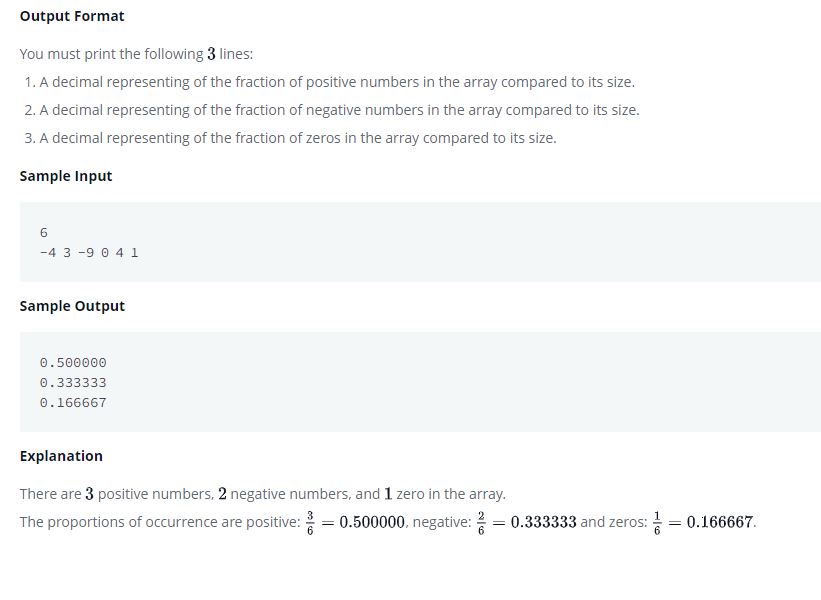 Output Format
You must print the following 3 lines:
1. A decimal representing of the fraction of positive numbers in the array compared to its size.
2. A decimal representing of the fraction of negative numbers in the array compared to its size.
3. A decimal representing of the fraction of zeros in the array compared to its size.
Sample Input
6
-4 3 -9 0 4 1
Sample Output
0.500000
0.333333
0.166667
Explanation
There are 3 positive numbers, 2 negative numbers, and 1 zero in the array.
The proportions of occurrence are positive: 3/6 = 0.500000, negative: 2/6 = 0.333333 and zeros: 1/6 = 0.166667.